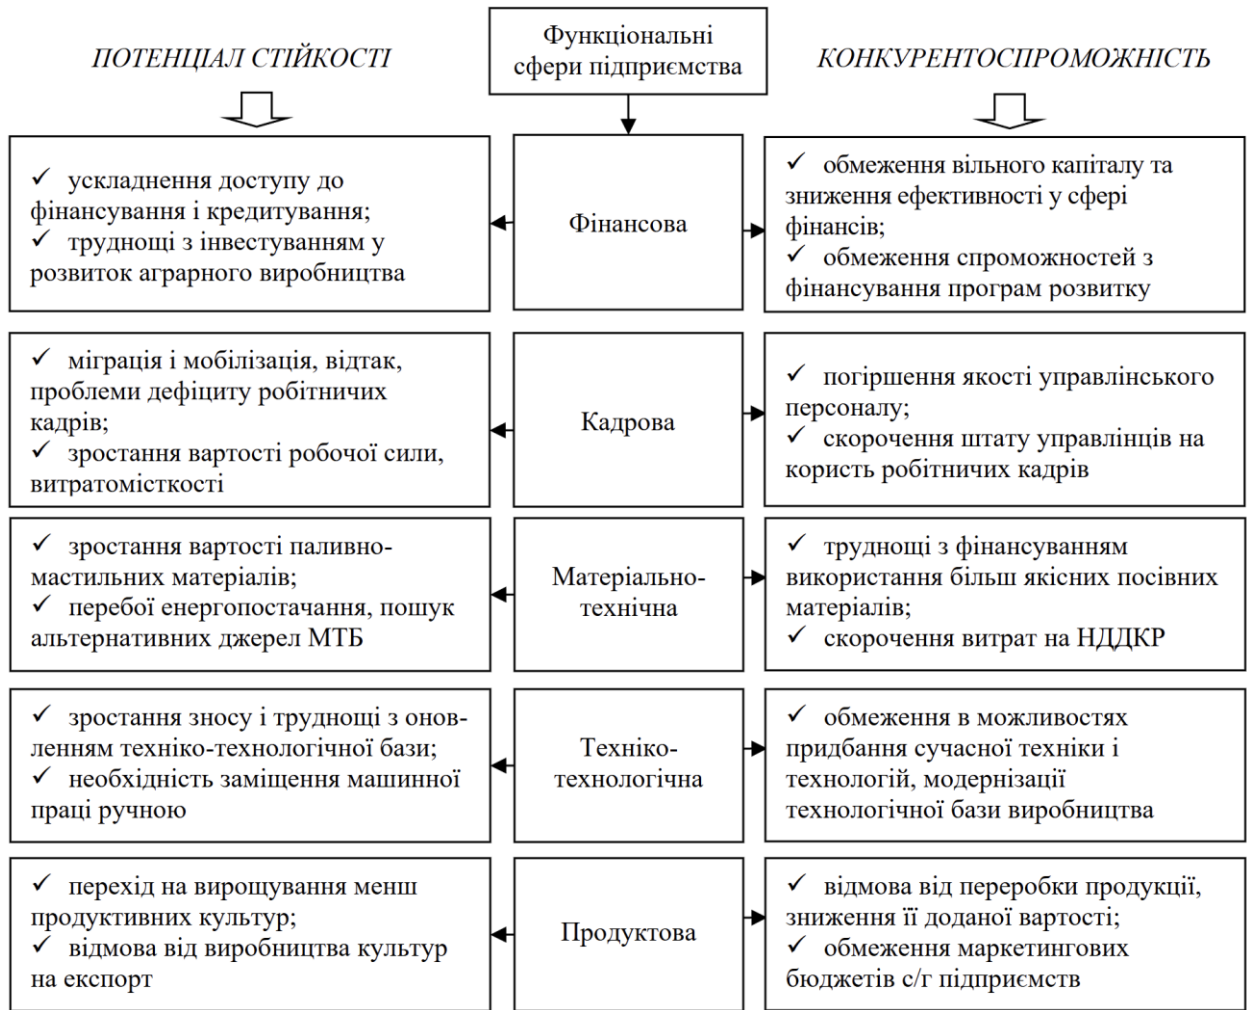 ПОТЕНЦІАЛ СТІЙКОСТІ
Функціональні
сфери підприємства
КОНКУРЕНТОСПРОМОЖНІСТЬ
✓ ускладнення доступу до
фінансування і кредитування;
✓ труднощі з інвестуванням у
розвиток аграрного виробництва
Фінансова
✓ обмеження вільного капіталу та
зниження ефективності у сфері
фінансів;
✓ обмеження спроможностей з
фінансування програм розвитку
✓ міграція і мобілізація, відтак,
проблеми дефіциту робітничих
кадрів;
✓ зростання вартості робочої сили,
витратомісткості
Кадрова
✓ погіршення якості управлінського
персоналу;
✓ скорочення штату управлінців на
користь робітничих кадрів
✓ зростання вартості паливно-
мастильних матеріалів;
✓ перебої енергопостачання, пошук
альтернативних джерел МТБ
Матеріально-
технічна
✓ труднощі з фінансуванням
використання більш якісних посівних
матеріалів;
✓ скорочення витрат на НДДКР
✓ зростання зносу і труднощі з онов-
ленням техніко-технологічної бази;
✓ необхідність заміщення машинної
праці ручною
Техніко-
технологічна
✓ обмеження в можливостях
придбання сучасної техніки і
технологій, модернізації
технологічної бази виробництва
✓ перехід на вирощування менш
продуктивних культур;
✓ відмова від виробництва культур
на експорт
Продуктова
✓ відмова від переробки продукції,
зниження її доданої вартості;
✓ обмеження маркетингових
бюджетів с/г підприємств